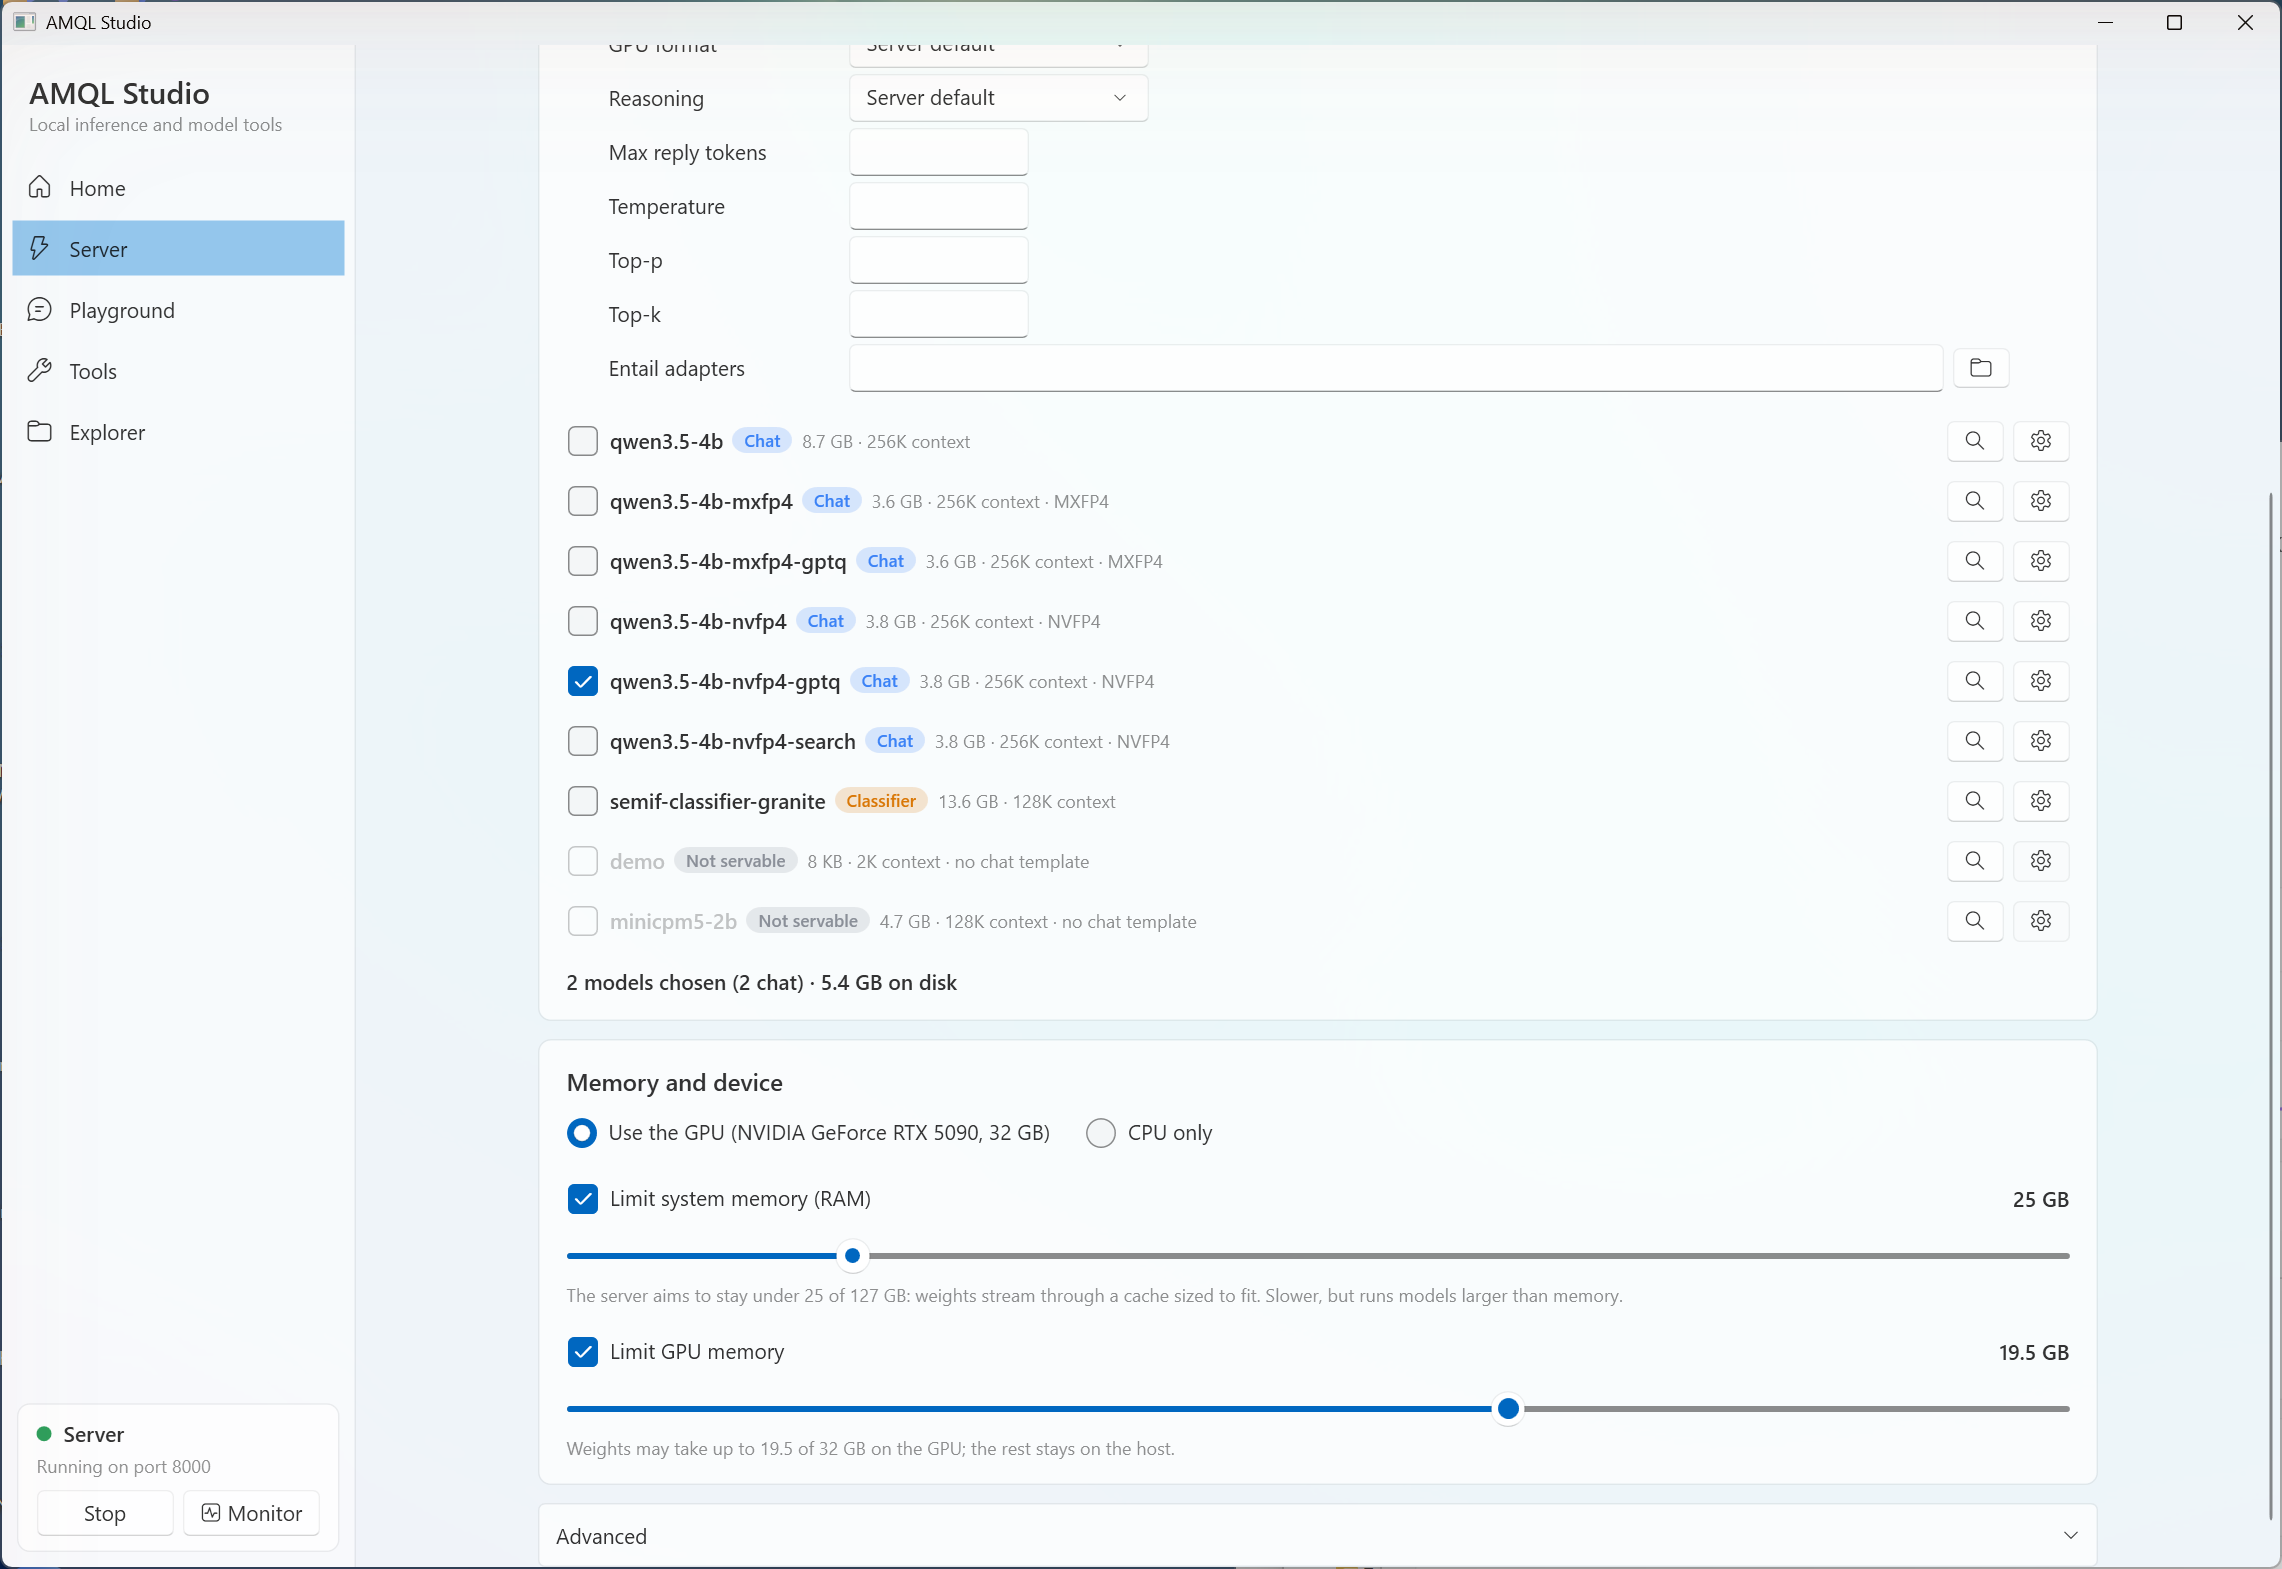 AMQL Studio
AMQL Studio
Local inference and model tools
Home
Server
Playground
Tools
Explorer
GPU format Server default
Reasoning Server default
Max reply tokens
Temperature
Top-p
Top-k
Entail adapters
qwen3.5-4b Chat 8.7 GB · 256K context
qwen3.5-4b-mxfp4 Chat 3.6 GB · 256K context · MXFP4
qwen3.5-4b-mxfp4-gptq Chat 3.6 GB · 256K context · MXFP4
qwen3.5-4b-nvfp4 Chat 3.8 GB · 256K context · NVFP4
qwen3.5-4b-nvfp4-gptq Chat 3.8 GB · 256K context · NVFP4
qwen3.5-4b-nvfp4-search Chat 3.8 GB · 256K context · NVFP4
semif-classifier-granite Classifier 13.6 GB · 128K context
demo Not servable 8 KB · 2K context · no chat template
minicpm5-2b Not servable 4.7 GB · 128K context · no chat template
2 models chosen (2 chat) · 5.4 GB on disk
Memory and device
Use the GPU (NVIDIA GeForce RTX 5090, 32 GB) CPU only
Limit system memory (RAM) 25 GB
The server aims to stay under 25 of 127 GB: weights stream through a cache sized to fit. Slower, but runs models larger than memory.
Limit GPU memory 19.5 GB
Weights may take up to 19.5 of 32 GB on the GPU; the rest stays on the host.
Advanced
Server
Running on port 8000
Stop Monitor